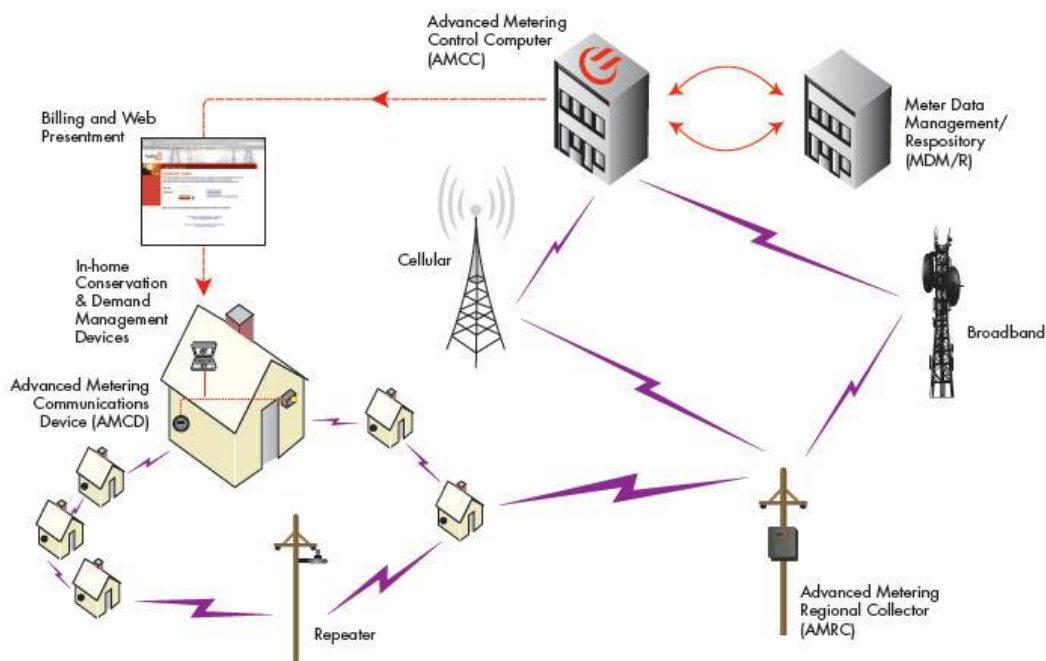 Advanced Metering
Control Computer
(AMCC)
Billing and Web
Presentment
Meter Data
Management/
Respository
(MDM/R)
Cellular
In-home
Conservation
& Demand
Management
Devices
Broadband
Advanced Metering
Communications
Device (AMCD)
Repeater
Advanced Metering
Regional Collector
(AMRC)